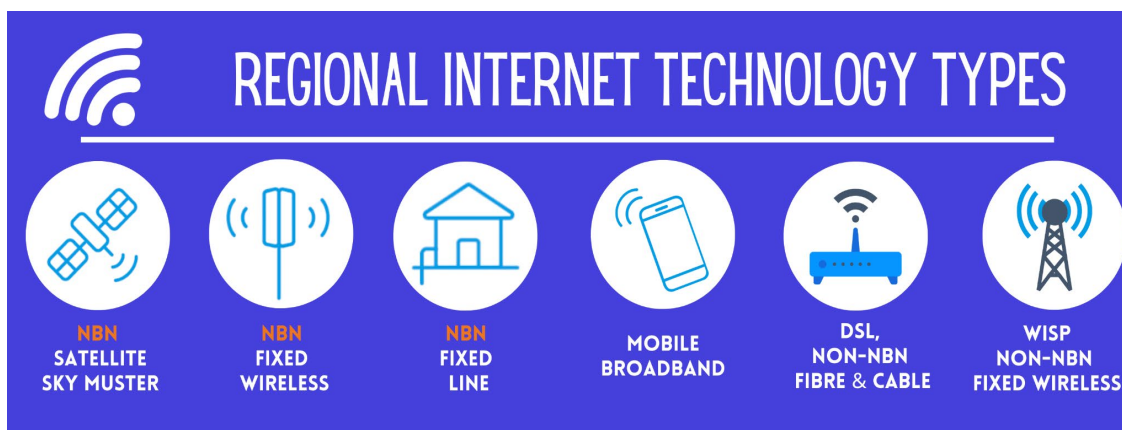 REGIONAL INTERNET TECHNOLOGY TYPES
NBN
SATELLITE
SKY MUSTER
NBN
FIXED
WIRELESS
NBN
FIXED
LINE
MOBILE
BROADBAND
DSL,
NON-NBN
FIBRE & CABLE
WISP
NON-NBN
FIXED WIRELESS